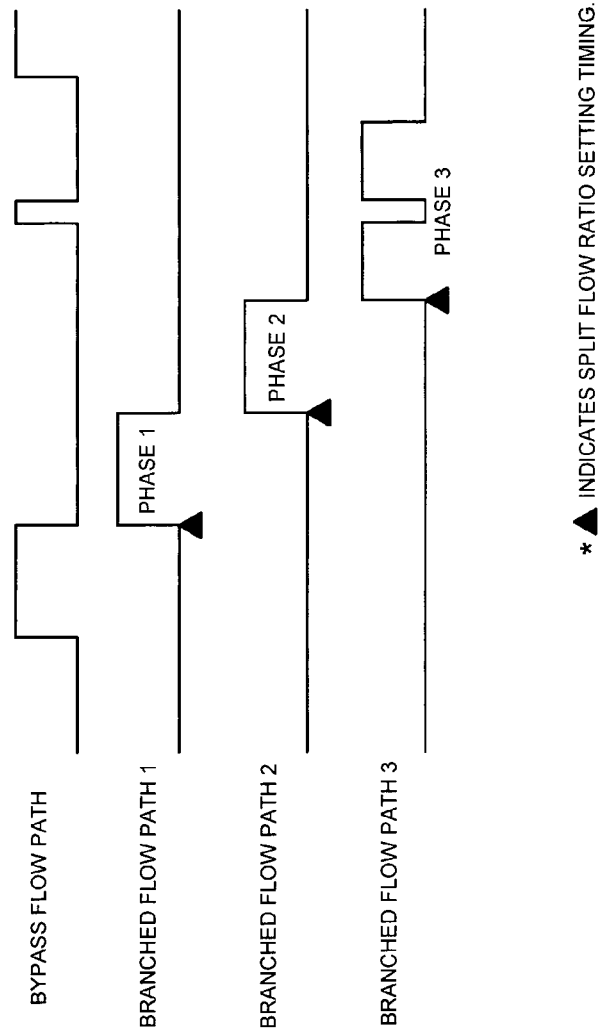 BYPASS FLOW PATH
BRANCHED FLOW PATH 1
PHASE 1
BRANCHED FLOW PATH 2
PHASE 2
BRANCHED FLOW PATH 3
PHASE 3
* ▲ INDICATES SPLIT FLOW RATIO SETTING TIMING.